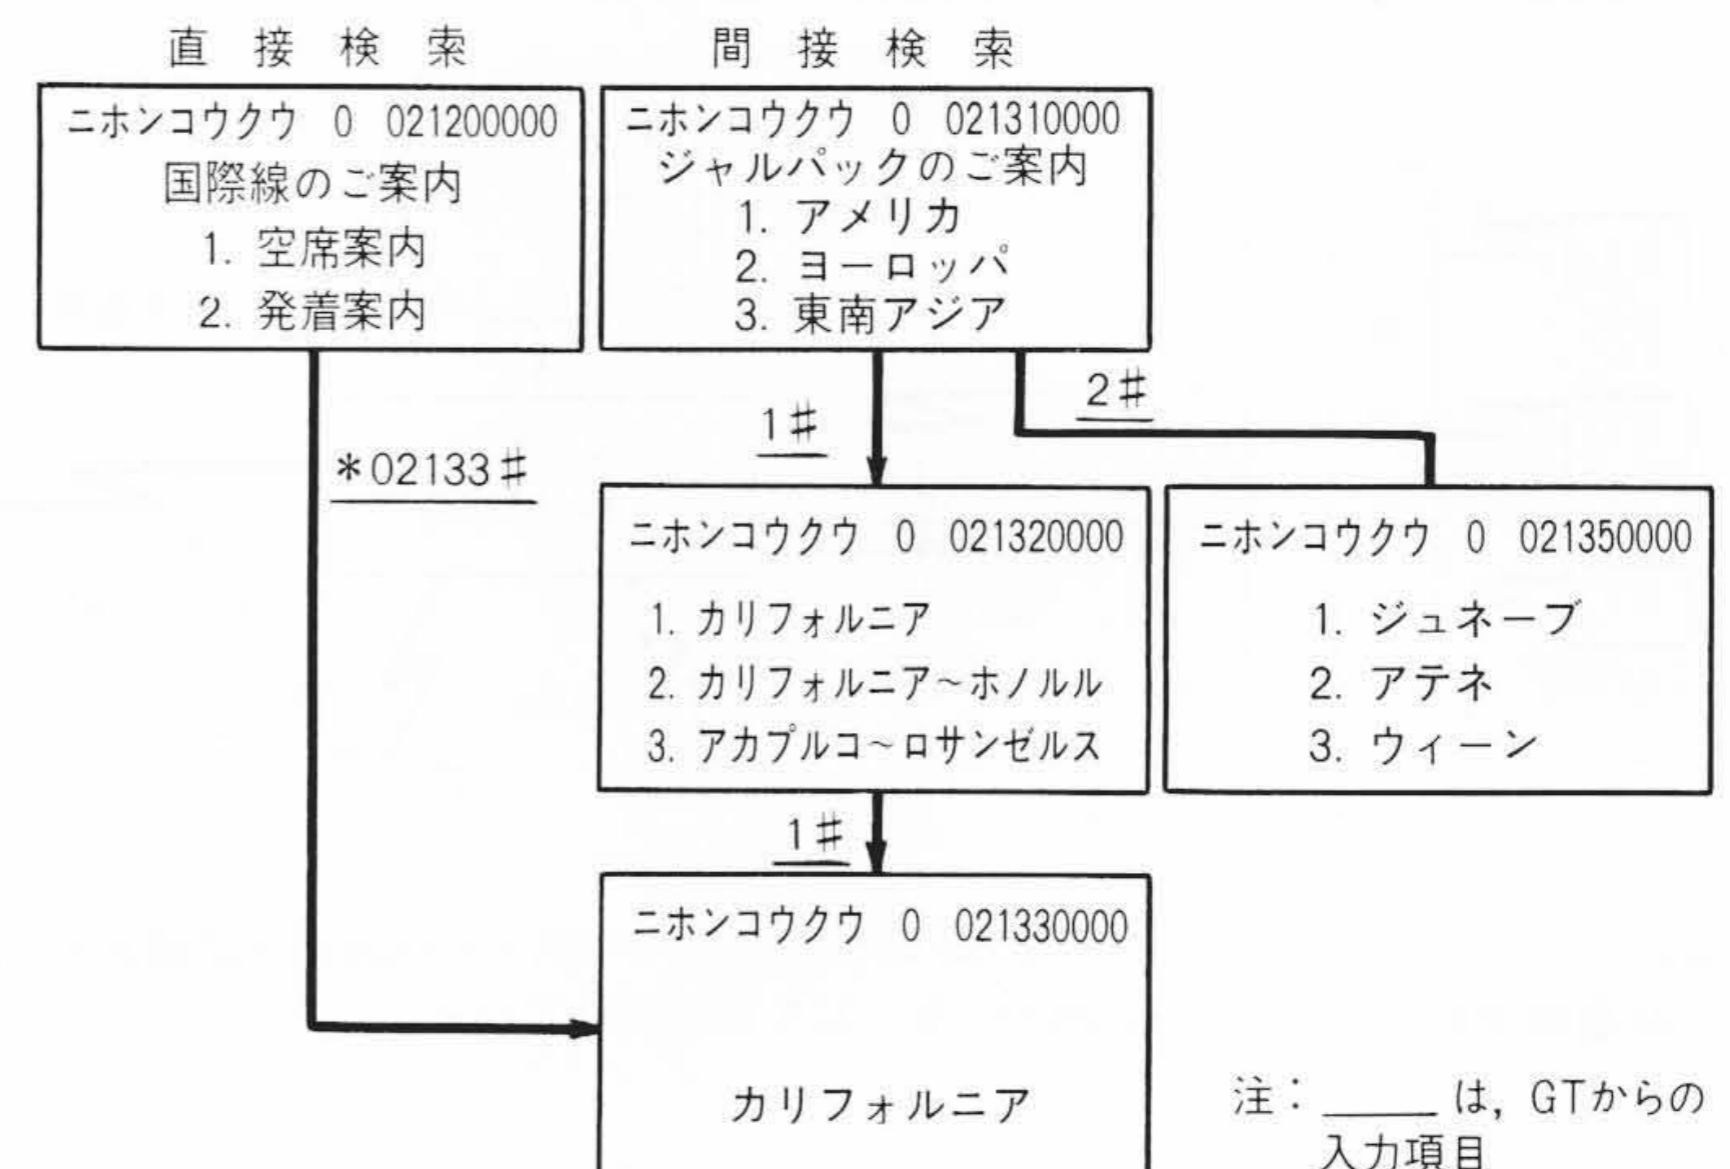 直接検索
間接検索
ニホンコウクウ 0 021200000
国際線のご案内
1. 空席案内
2. 発着案内
ニホンコウクウ 0 021310000
ジャルパックのご案内
1. アメリカ
2. ヨーロッパ
3. 東南アジア
1#
2#
*02133#
ニホンコウクウ 0 021320000
1. カリフォルニア
2. カリフォルニア～ホノルル
3. アカプルコ～ロサンゼルス
ニホンコウクウ 0 021350000
1. ジュネーブ
2. アテネ
3. ウィーン
1#
ニホンコウクウ 0 021330000
カリフォルニア
注：＿＿は, GTからの
入力項目